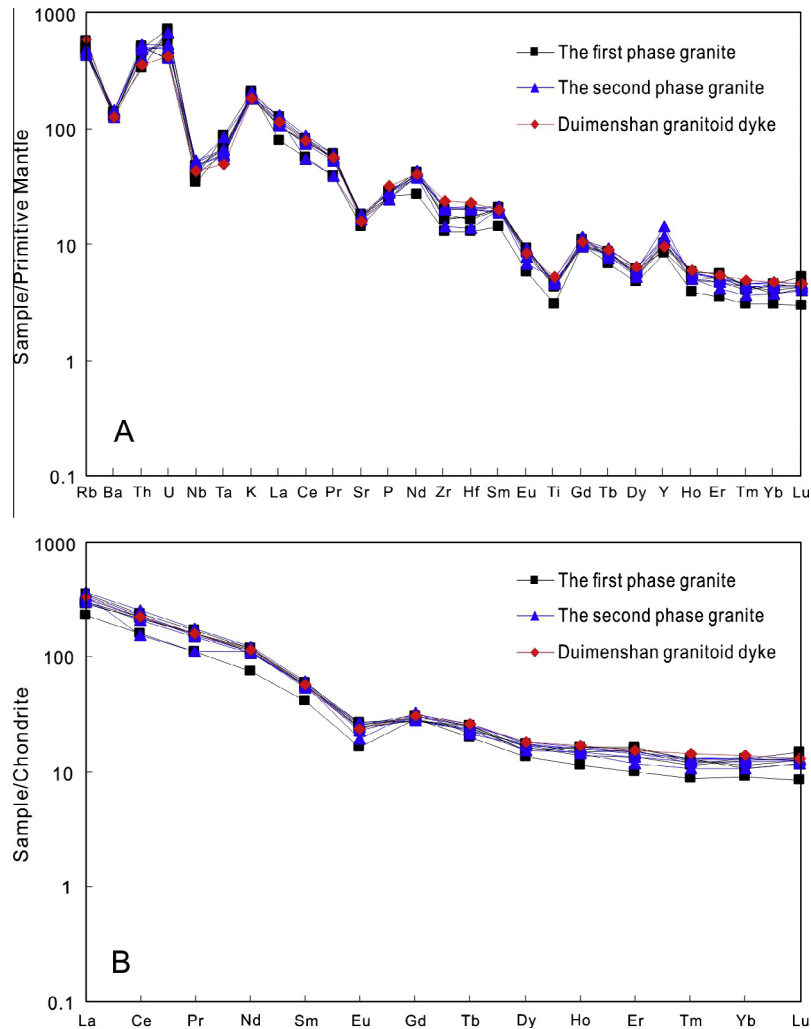 1000
100
10
1
0.1
Sample/Primitive Mantle
The first phase granite
The second phase granite
Duimenshan granitoid dyke
A
Rb Ba Th U Nb Ta K La Ce Pr Sr P Nd Zr Hf Sm Eu Ti Gd Tb Dy Y Ho Er Tm Yb Lu
1000
100
10
1
0.1
Sample/Chondrite
The first phase granite
The second phase granite
Duimenshan granitoid dyke
B
La Ce Pr Nd Sm Eu Gd Tb Dy Ho Er Tm Yb Lu